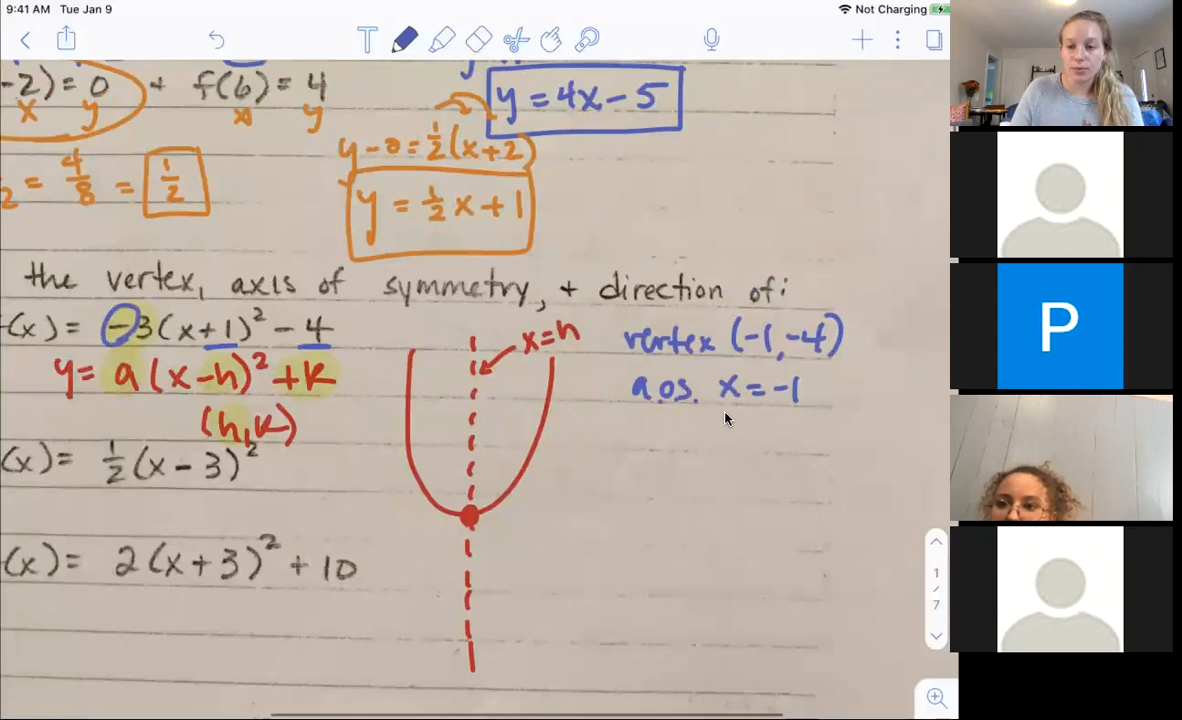 9:41 AM Tue Jan 9
Not Charging
-2) = 0 + f(6) = 4
x y x y
y = 4x - 5
y - 0 = 1/2 (x + 2)
2 = 4/8 = 1/2
y = 1/2 x + 1
the vertex, axis of symmetry, + direction of:
(x) = -3(x+1)² - 4
x = h
vertex (-1, -4)
y = a(x-h)² + k
a.o.s. x = -1
(h, k)
(x) = 1/2 (x - 3)²
(x) = 2(x+3)² + 10
P
1
/
7